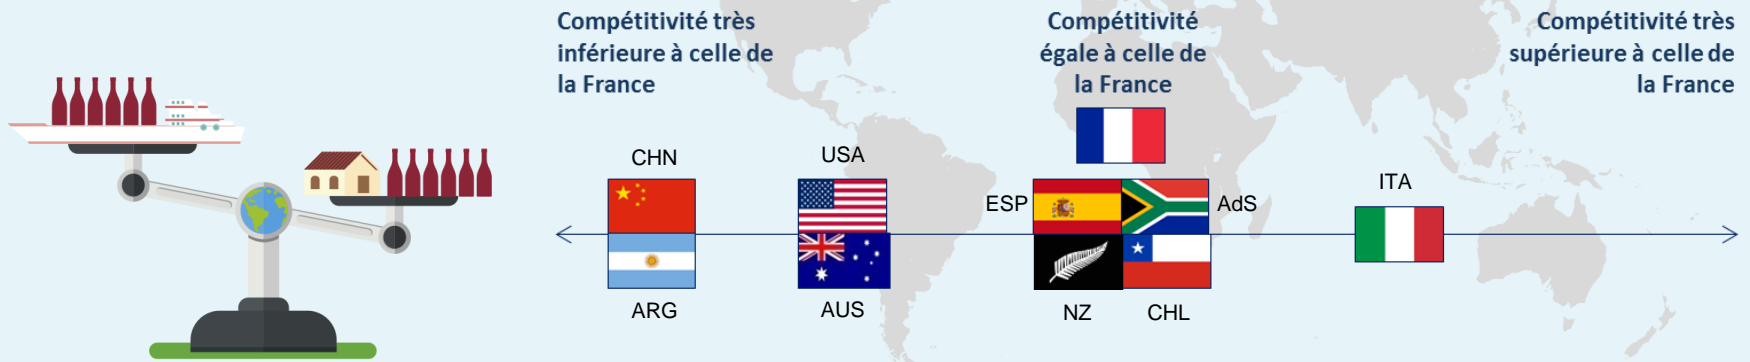 Compétitivité très
inférieure à celle de
la France
Compétitivité
égale à celle de
la France
Compétitivité très
supérieure à celle de
la France
CHN
USA
ESP
AdS
ITA
ARG
AUS
NZ
CHL